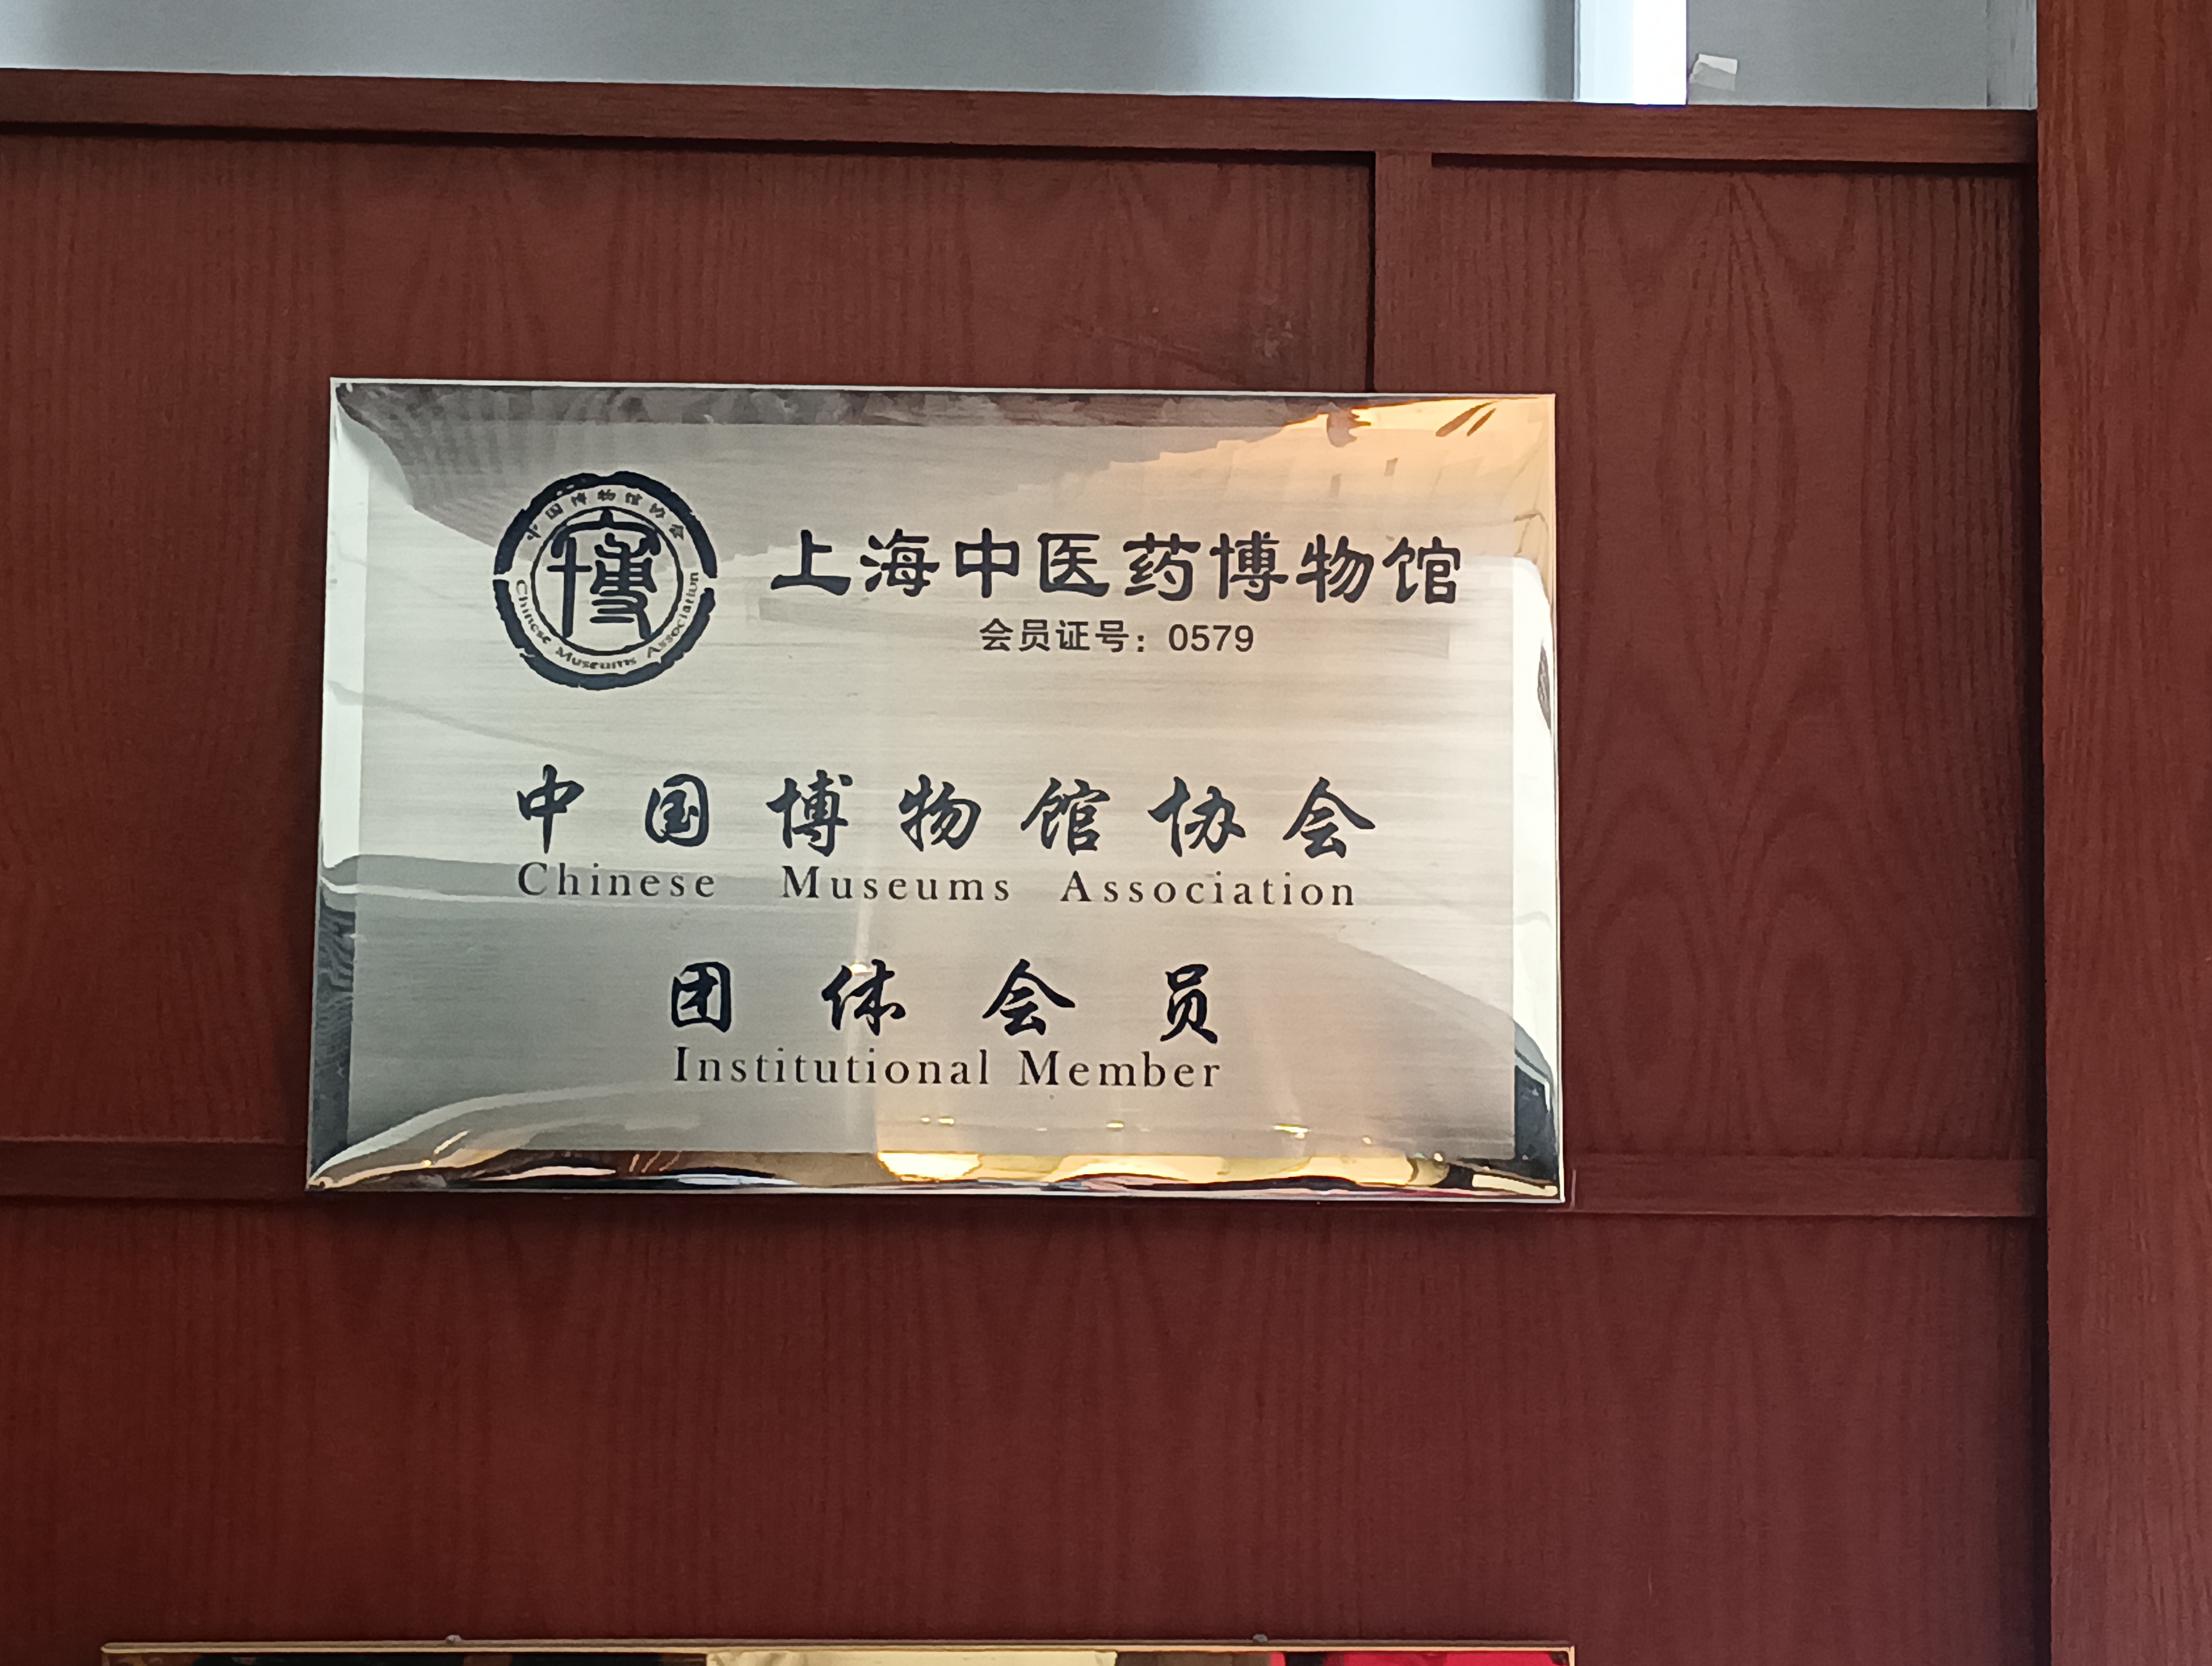 中国博物馆协会
博
Chinese Museums Association
上海中医药博物馆
会员证号：0579
中国博物馆协会
Chinese Museums Association
团体会员
Institutional Member